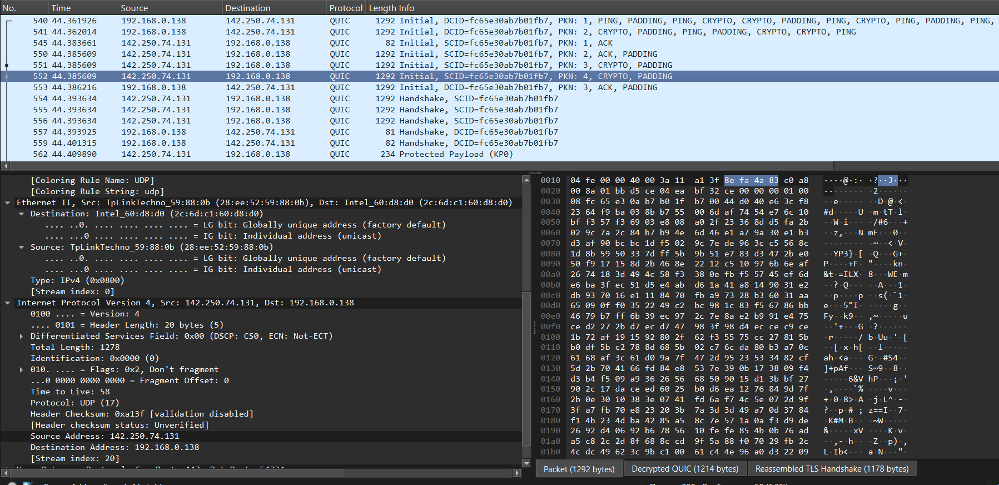 No. Time Source Destination Protocol Length Info
540 44.361926 192.168.0.138 142.250.74.131 QUIC 1292 Initial, DCID=fc65e30ab7b01fb7, PKN: 1, PING, PADDING, PING, CRYPTO, CRYPTO, PADDING, PING, CRYPTO, PING, PADDING, PING,
541 44.362014 192.168.0.138 142.250.74.131 QUIC 1292 Initial, DCID=fc65e30ab7b01fb7, PKN: 2, CRYPTO, PADDING, PING, PADDING, CRYPTO, CRYPTO, PING
545 44.383661 142.250.74.131 192.168.0.138 QUIC 82 Initial, SCID=fc65e30ab7b01fb7, PKN: 1, ACK
550 44.385609 142.250.74.131 192.168.0.138 QUIC 1292 Initial, SCID=fc65e30ab7b01fb7, PKN: 2, ACK, PADDING
551 44.385609 142.250.74.131 192.168.0.138 QUIC 1292 Initial, SCID=fc65e30ab7b01fb7, PKN: 3, CRYPTO, PADDING
552 44.385609 142.250.74.131 192.168.0.138 QUIC 1292 Initial, SCID=fc65e30ab7b01fb7, PKN: 4, CRYPTO, PADDING
553 44.386216 192.168.0.138 142.250.74.131 QUIC 1292 Initial, DCID=fc65e30ab7b01fb7, PKN: 3, ACK, PADDING
554 44.393634 142.250.74.131 192.168.0.138 QUIC 1292 Handshake, SCID=fc65e30ab7b01fb7
555 44.393634 142.250.74.131 192.168.0.138 QUIC 1292 Handshake, SCID=fc65e30ab7b01fb7
556 44.393634 142.250.74.131 192.168.0.138 QUIC 1292 Handshake, SCID=fc65e30ab7b01fb7
557 44.393925 192.168.0.138 142.250.74.131 QUIC 81 Handshake, DCID=fc65e30ab7b01fb7
559 44.401315 192.168.0.138 142.250.74.131 QUIC 82 Handshake, DCID=fc65e30ab7b01fb7
562 44.409890 142.250.74.131 192.168.0.138 QUIC 234 Protected Payload (KP0)
[Coloring Rule Name: UDP]
[Coloring Rule String: udp]
Ethernet II, Src: TpLinkTechno_59:88:0b (28:ee:52:59:88:0b), Dst: Intel_60:d8:d0 (2c:6d:c1:60:d8:d0)
Destination: Intel_60:d8:d0 (2c:6d:c1:60:d8:d0)
.... ..0. .... .... .... .... = LG bit: Globally unique address (factory default)
.... ...0 .... .... .... .... = IG bit: Individual address (unicast)
Source: TpLinkTechno_59:88:0b (28:ee:52:59:88:0b)
.... ..0. .... .... .... .... = LG bit: Globally unique address (factory default)
.... ...0 .... .... .... .... = IG bit: Individual address (unicast)
Type: IPv4 (0x0800)
[Stream index: 0]
Internet Protocol Version 4, Src: 142.250.74.131, Dst: 192.168.0.138
0100 .... = Version: 4
.... 0101 = Header Length: 20 bytes (5)
Differentiated Services Field: 0x00 (DSCP: CS0, ECN: Not-ECT)
Total Length: 1278
Identification: 0x0000 (0)
010. .... = Flags: 0x2, Don't fragment
...0 0000 0000 0000 = Fragment Offset: 0
Time to Live: 58
Protocol: UDP (17)
Header Checksum: 0xa13f [validation disabled]
[Header checksum status: Unverified]
Source Address: 142.250.74.131
Destination Address: 192.168.0.138
[Stream index: 20]
0010 04 fe 00 00 40 00 3a 11 a1 3f 8e fa 4a 83 c0 a8 ····@·:· ·?··J···
0020 00 8a 01 bb d5 ce 04 ea bf 32 ce 00 00 00 01 00 ········ ·2······
0030 08 fc 65 e3 0a b7 b0 1f b7 00 44 d0 40 e6 3c f8 ··e····· ··D·@·<·
0040 23 64 f9 ba 03 8b b7 55 00 6d af 74 54 e7 6c 10 #d·····U ·m·tT·l·
0050 bf f3 57 f3 69 03 e8 08 a0 2f 23 36 8d d5 fa 2b ··W·i··· ·/#6···+
0060 02 9c 7a 2c 84 b7 b9 4e 6d 46 e1 a7 9a 30 e1 b3 ··z,···N mF···0··
0070 d3 af 90 bc bc 1d f5 02 9c 7e de 96 3c c5 56 8c ········ ·~··<·V·
0080 1d 8b 59 50 33 7d ff 5b 9b 51 e7 83 d3 47 2b e0 ··YP3}·[ ·Q···G+·
0090 50 f9 17 15 8d 2b 46 8e 22 12 c5 10 97 6b 6e af P····+F· "····kn·
00a0 26 74 18 3d 49 4c 58 f3 38 0e fb f5 57 45 ef 6d &t·=ILX· 8···WE·m
00b0 e6 ba 3f ec 51 d5 e4 ab d6 1a 41 a8 14 90 31 e2 ··?·Q··· ··A···1·
00c0 db 93 70 16 e1 11 84 70 fb a9 73 28 b3 60 31 aa ··p····p ··s(·`1·
00d0 65 09 0f f0 35 22 49 c2 bc 98 1c 83 f5 67 86 bb e···5"I· ·····g··
00e0 46 79 b7 ff 6b 39 ec 97 2c 7e 8a e2 b9 91 e4 75 Fy··k9·· ,~·····u
00f0 ce d2 27 2b d7 ec d7 47 98 3f 98 d4 ec ce c9 ce ··'+···G ·?······
0100 1b 72 af 19 15 92 80 2f 62 f3 55 75 cc 27 81 5b ·r·····/ b·Uu·'·[
0110 b0 df 5b c2 78 8d 68 5b 02 c7 6c da 80 b3 a7 0c ··[·x·h[ ··l·····
0120 61 68 af 3c 61 d0 9a 7f 47 2d 95 23 53 34 82 cf ah·<a··· G-·#S4··
0130 5d 2b 70 41 66 fd 84 e8 53 7e 39 0b 17 38 09 f4 ]+pAf··· S~9··8··
0140 d3 b4 f5 09 a9 36 26 56 68 50 90 15 d1 3b bf 27 ·····6&V hP···;·'
0150 90 2c 17 da ce ed 60 25 b0 d6 ea 12 76 84 9d 7f ·,····`% ····v···
0160 2b 0e 30 10 38 3e 07 41 fd 6a f7 4c 5e 07 2d 9f +·0·8>·A ·j·L^·-·
0170 3f a7 fb 70 e8 23 20 3b 7a 3d 3d 49 a7 0d 37 84 ?··p·# ; z==I··7·
0180 f1 4b 23 4d ba 42 85 a5 8c 7e 57 1a 0a f3 d9 de ·K#M·B·· ·~W·····
0190 26 92 d4 06 92 b6 78 56 10 fe fe 85 4b 0b 76 ad &·····xV ····K·v·
01a0 a5 c8 2c 2d 8f 68 8c cd 9f 5a 88 f0 70 29 fb 2c ··,-·h·· ·Z··p)·,
01b0 4c dc 49 62 3c 9b c1 00 61 c4 4e 96 a0 d3 22 09 L·Ib<··· a·N···"·
Packet (1292 bytes) Decrypted QUIC (1214 bytes) Reassembled TLS Handshake (1178 bytes)